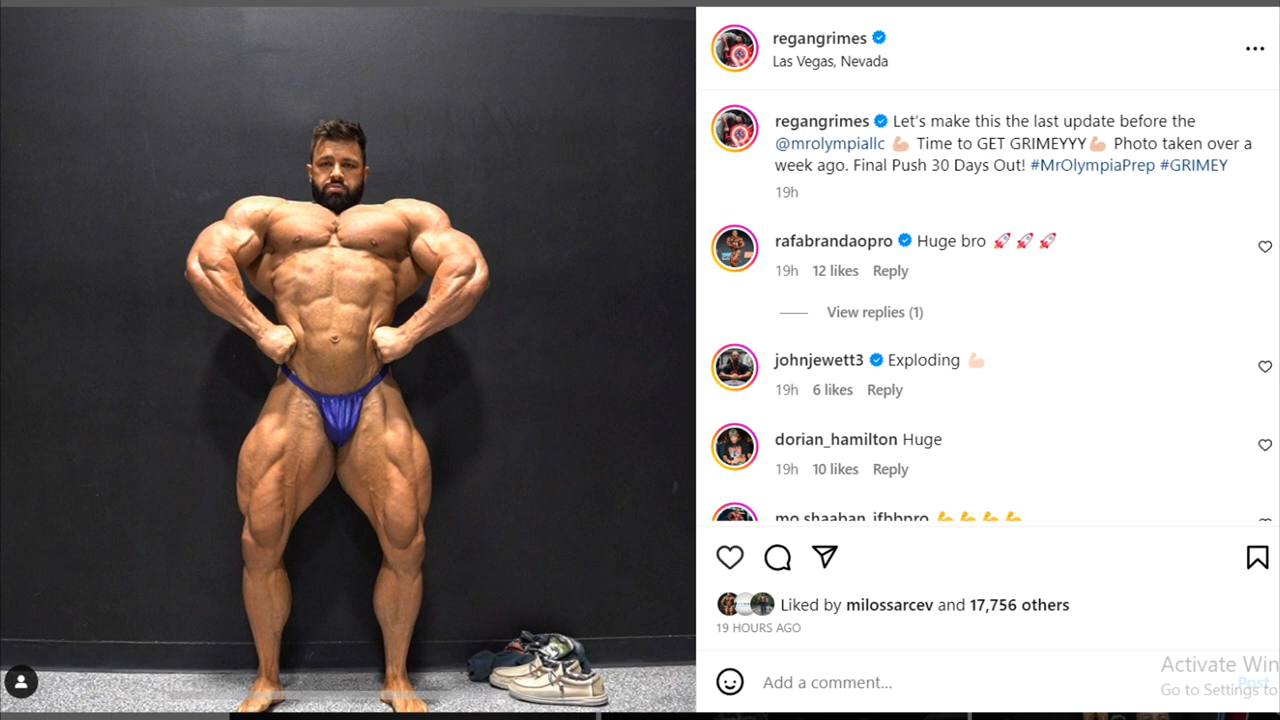 regangrimes
Las Vegas, Nevada
regangrimes Let's make this the last update before the
@mrolympiallc 💪🏻 Time to GET GRIMEYYY💪🏻 Photo taken over a
week ago. Final Push 30 Days Out! #MrOlympiaPrep #GRIMEY
19h
rafabrandaopro Huge bro 🚀🚀🚀
19h 12 likes Reply
View replies (1)
johnjewett3 Exploding 💪🏻
19h 6 likes Reply
dorian_hamilton Huge
19h 10 likes Reply
mo.shaaban_ifbbpro 💪💪💪💪
Liked by milossarcev and 17,756 others
19 HOURS AGO
Add a comment...
Post
Activate Win
Go to Settings to